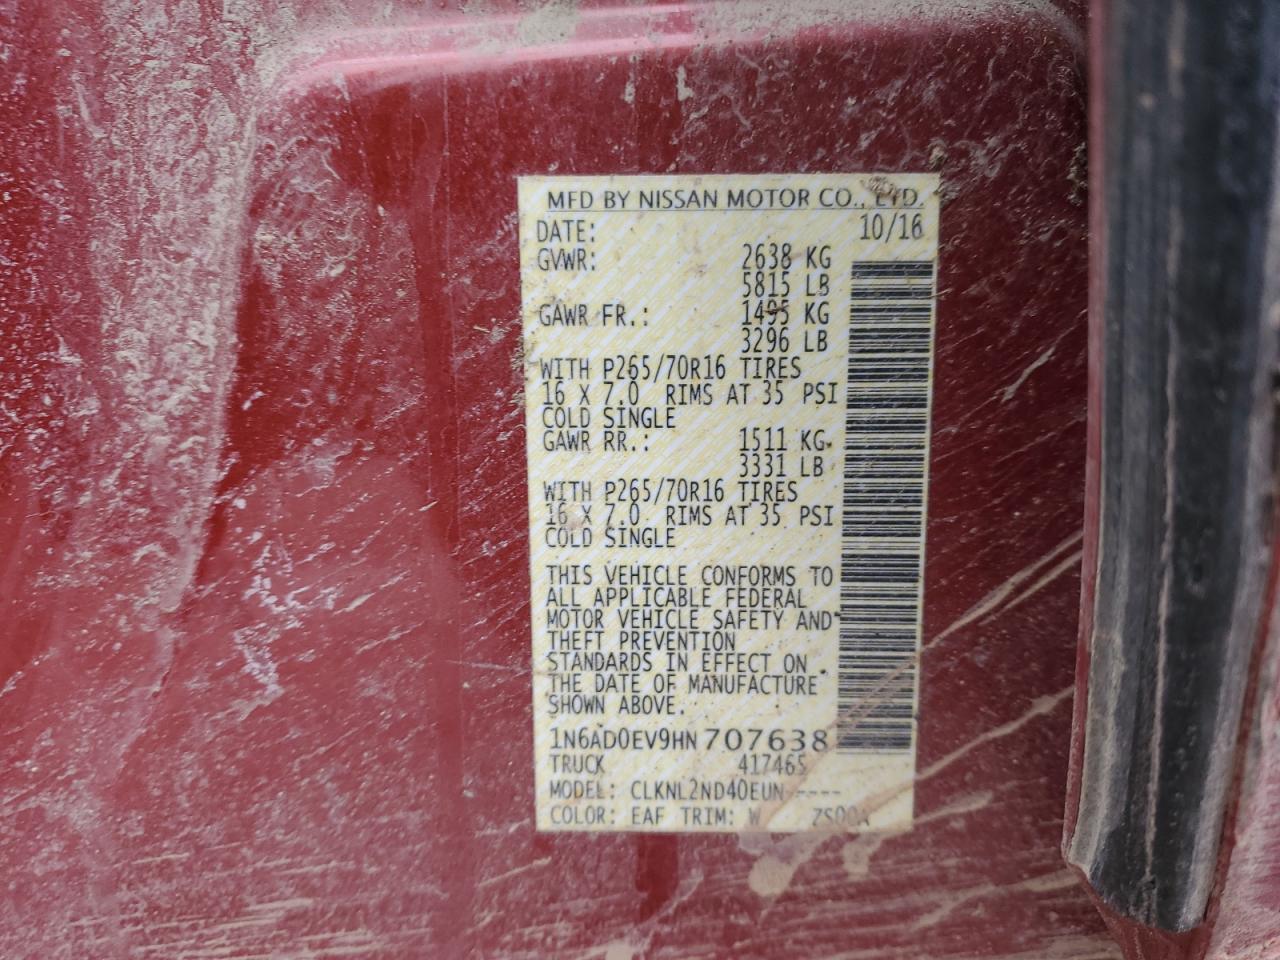 MFD BY NISSAN MOTOR CO., LTD.
DATE: 10/16
GVWR: 2638 KG
5815 LB
GAWR FR.: 1495 KG
3296 LB
WITH P265/70R16 TIRES
16 X 7.0 RIMS AT 35 PSI
COLD SINGLE
GAWR RR.: 1511 KG
3331 LB
WITH P265/70R16 TIRES
16 X 7.0 RIMS AT 35 PSI
COLD SINGLE
THIS VEHICLE CONFORMS TO
ALL APPLICABLE FEDERAL
MOTOR VEHICLE SAFETY AND
THEFT PREVENTION
STANDARDS IN EFFECT ON
THE DATE OF MANUFACTURE
SHOWN ABOVE.
1N6AD0EV9HN707638
TRUCK 417465
MODEL: CLKNL2ND40EUN ----
COLOR: EAF TRIM: W ZS00A